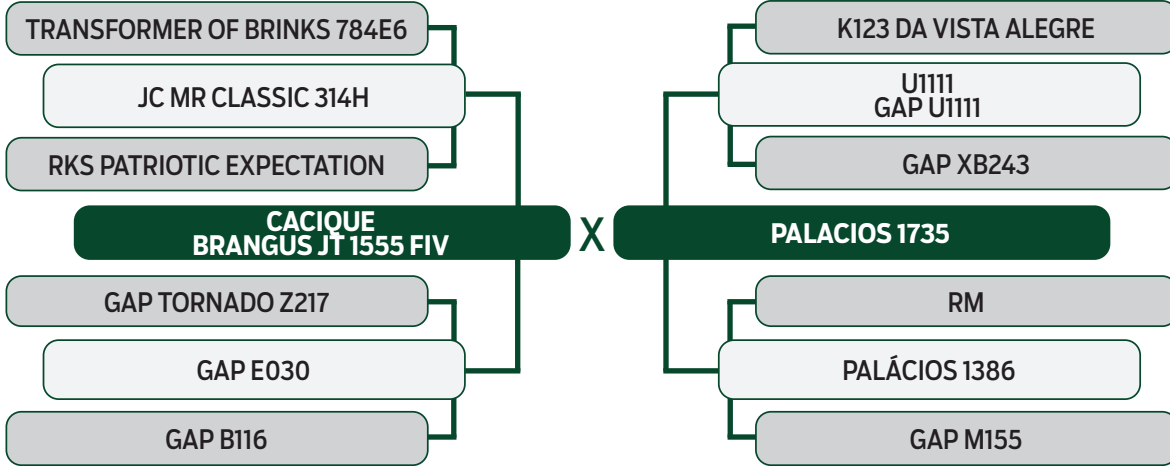 TRANSFORMER OF BRINKS 784E6
JC MR CLASSIC 314H
RKS PATRIOTIC EXPECTATION
CACIQUE
BRANGUS JT 1555 FIV
GAP TORNADO Z217
GAP E030
GAP B116
X
K123 DA VISTA ALEGRE
U1111
GAP U1111
GAP XB243
PALACIOS 1735
RM
PALÁCIOS 1386
GAP M155